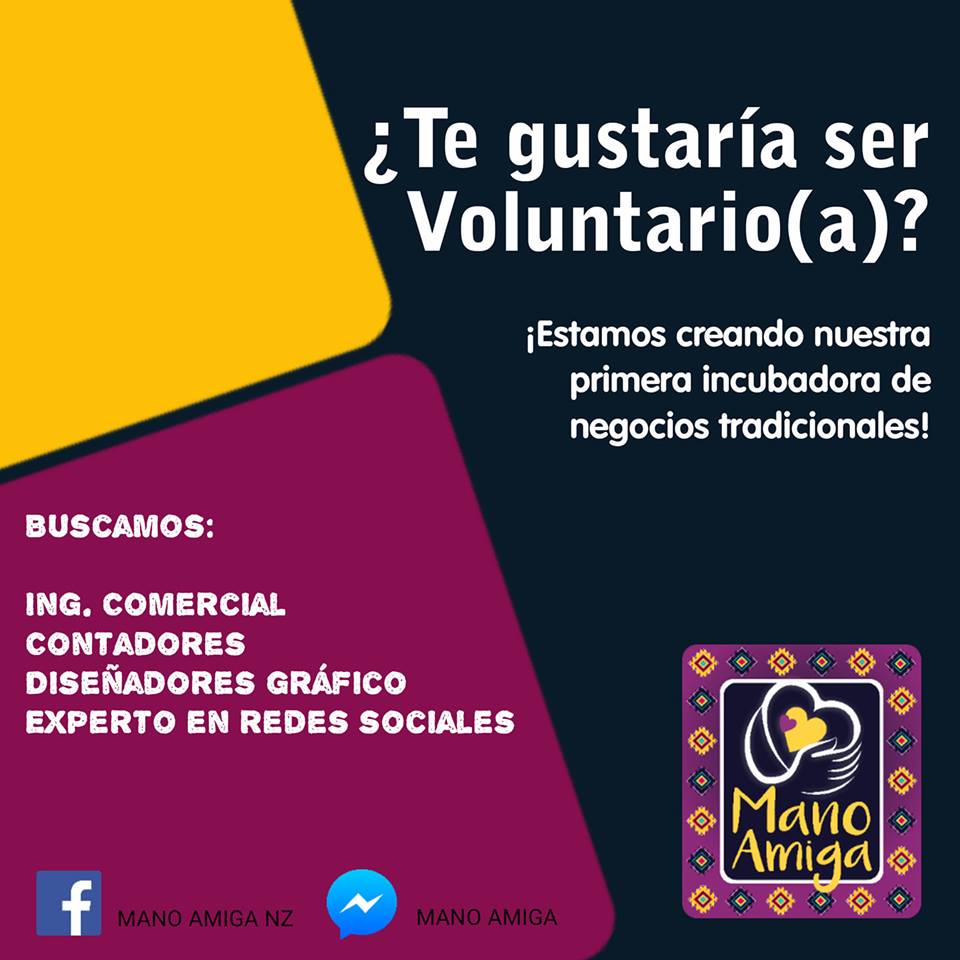 ¿Te gustaría ser
Voluntario(a)?
¡Estamos creando nuestra
primera incubadora de
negocios tradicionales!
BUSCAMOS:
ING. COMERCIAL
CONTADORES
DISEÑADORES GRÁFICO
EXPERTO EN REDES SOCIALES
Mano
Amiga
f MANO AMIGA NZ MANO AMIGA